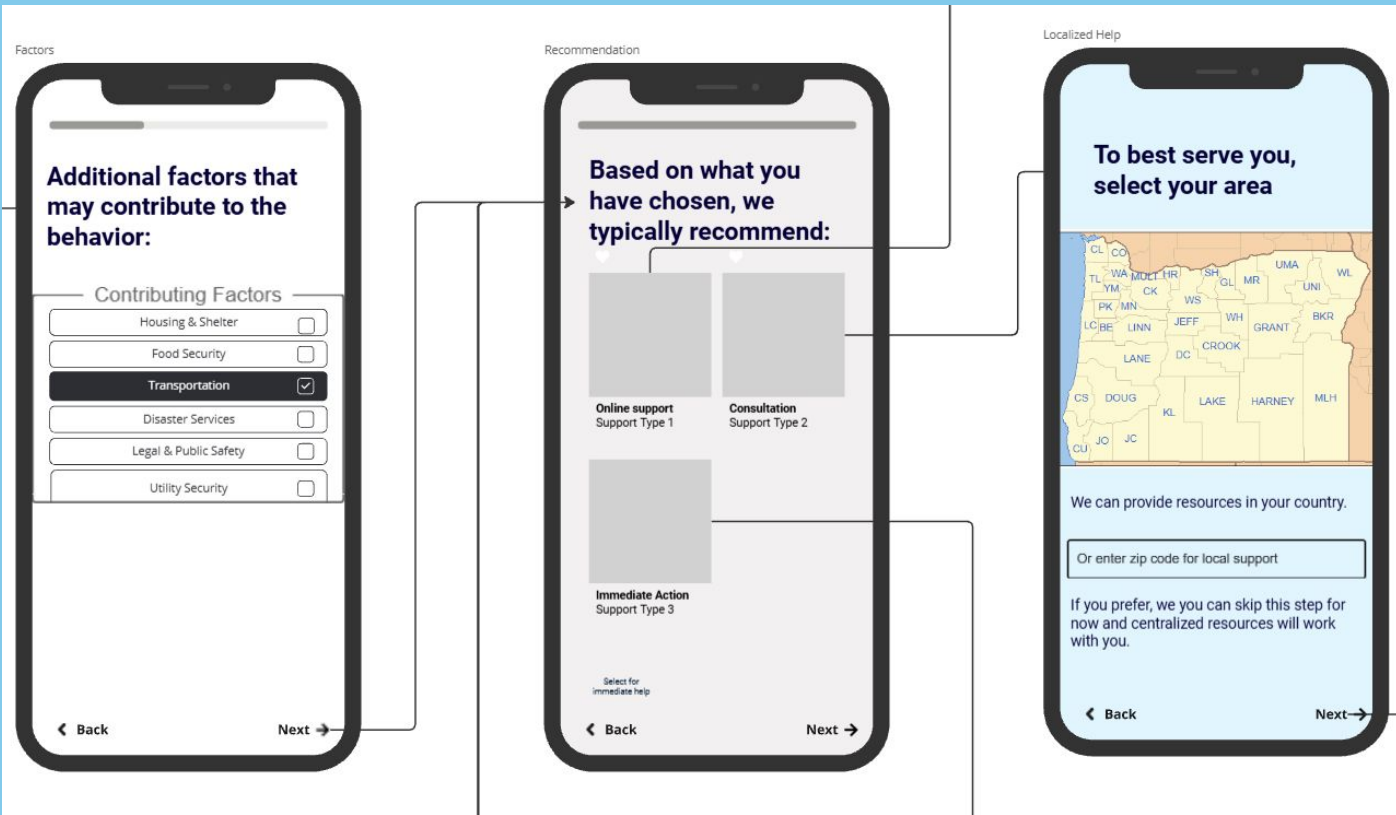 Factors
Additional factors that
may contribute to the
behavior:
Contributing Factors
Housing & Shelter
Food Security
Transportation
Disaster Services
Legal & Public Safety
Utility Security
Back
Next
Recommendation
Based on what you
have chosen, we
typically recommend:
Online support
Support Type 1
Consultation
Support Type 2
Immediate Action
Support Type 3
Select for
immediate help
Back
Next
Localized Help
To best serve you,
select your area
CL CO
TL WA MULT HR SH GL MR UMA UNI WL
YM CK
PK MN WS
LC BE LINN JEFF WH GRANT BKR
LANE DC CROOK
CS DOUG KL LAKE HARNEY MLH
CU JO JC
We can provide resources in your country.
Or enter zip code for local support
If you prefer, we you can skip this step for
now and centralized resources will work
with you.
Back
Next